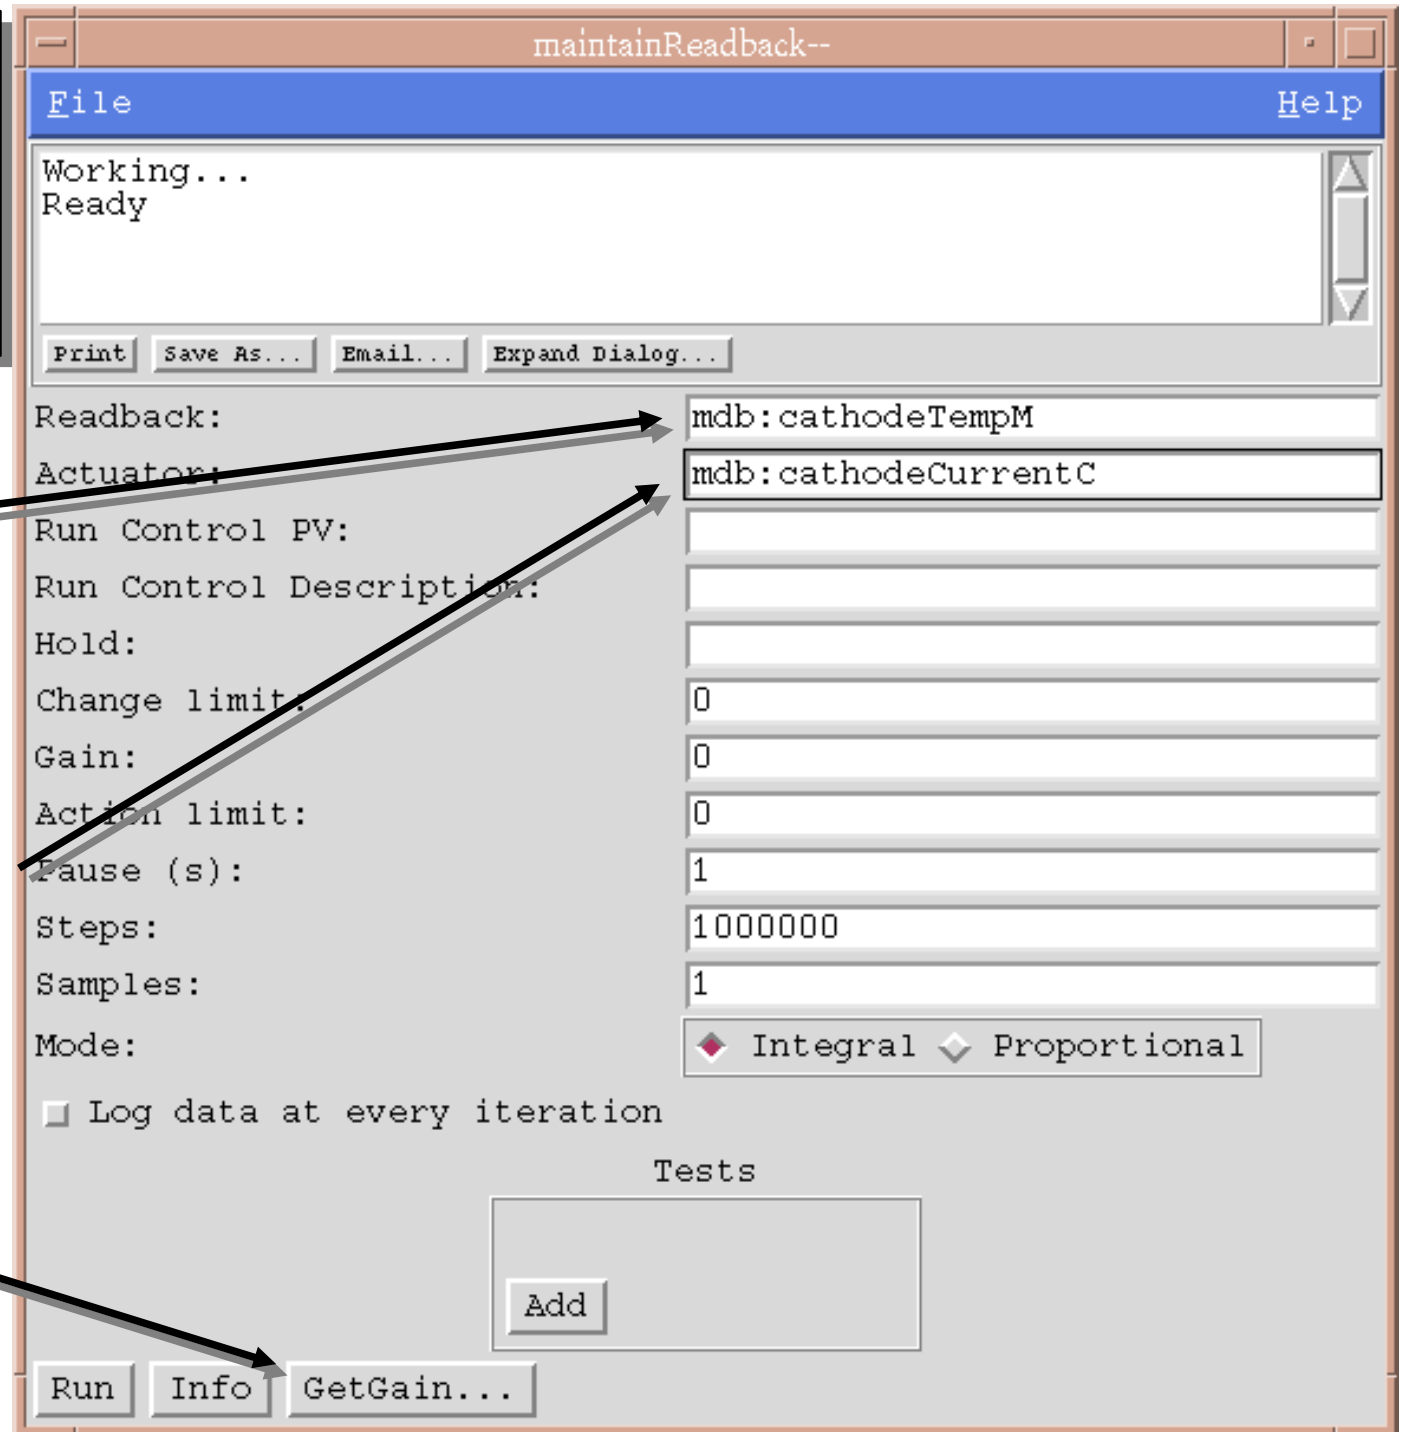 maintainReadback--
File Help
Working...
Ready
Print Save As... Email... Expand Dialog...
Readback: mdb:cathodeTempM
Actuator: mdb:cathodeCurrentC
Run Control PV:
Run Control Description:
Hold:
Change limit: 0
Gain: 0
Action limit: 0
Pause (s): 1
Steps: 1000000
Samples: 1
Mode: Integral Proportional
Log data at every iteration
Tests
Add
Run Info GetGain...